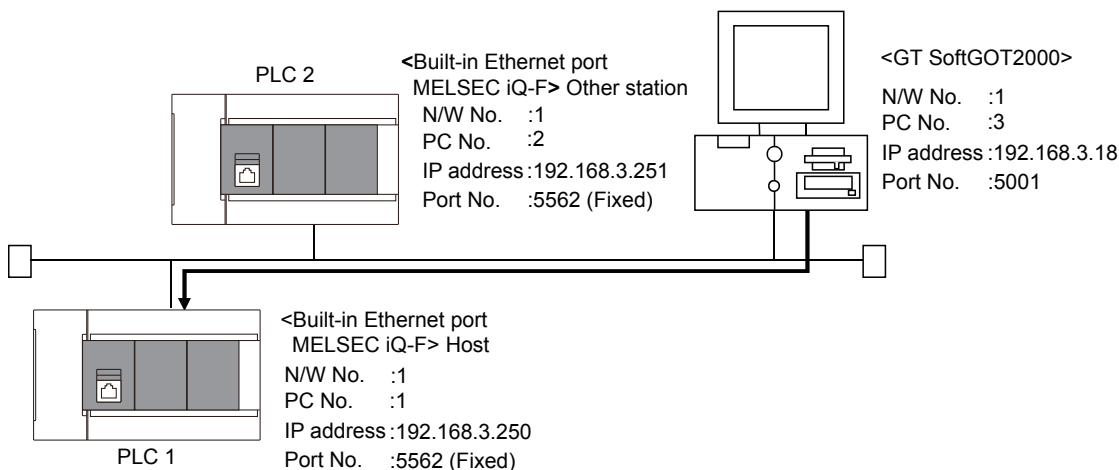 PLC 2
<Built-in Ethernet port
MELSEC iQ-F> Other station
N/W No. :1
PC No. :2
IP address :192.168.3.251
Port No. :5562 (Fixed)
<GT SoftGOT2000>
N/W No. :1
PC No. :3
IP address :192.168.3.18
Port No. :5001
<Built-in Ethernet port
MELSEC iQ-F> Host
N/W No. :1
PC No. :1
IP address :192.168.3.250
Port No. :5562 (Fixed)
PLC 1